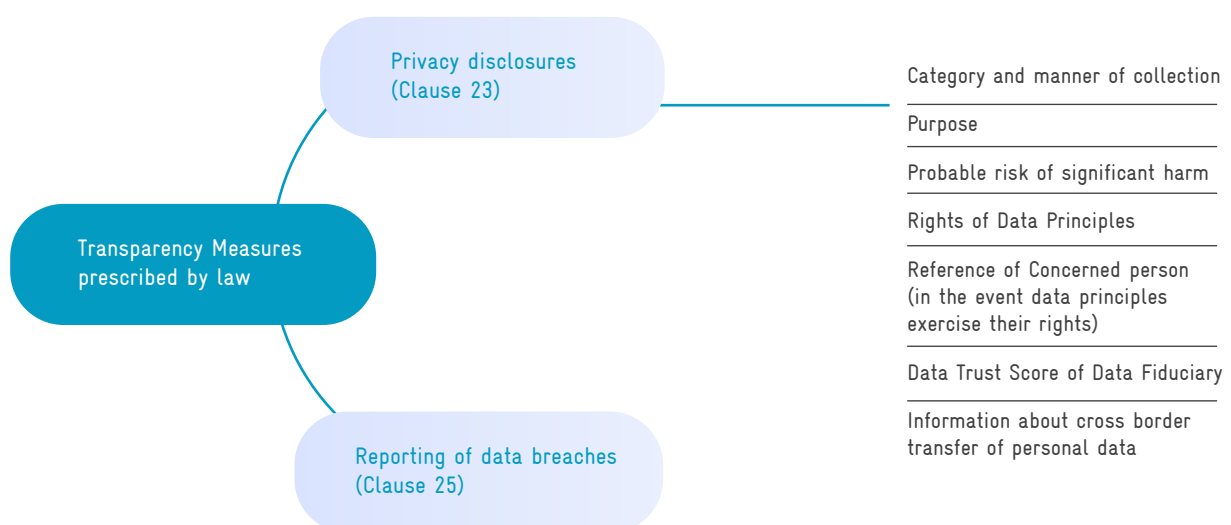 Privacy disclosures
(Clause 23)
Transparency Measures
prescribed by law
Reporting of data breaches
(Clause 25)
Category and manner of collection
Purpose
Probable risk of significant harm
Rights of Data Principles
Reference of Concerned person
(in the event data principles
exercise their rights)
Data Trust Score of Data Fiduciary
Information about cross border
transfer of personal data